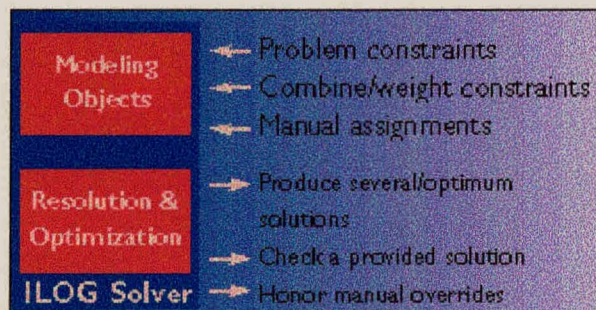 Modeling
Objects
Problem constraints
Combine/weight constraints
Manual assignments
Resolution &
Optimization
Produce several/optimum
solutions
Check a provided solution
ILOG Solver
Honor manual overrides